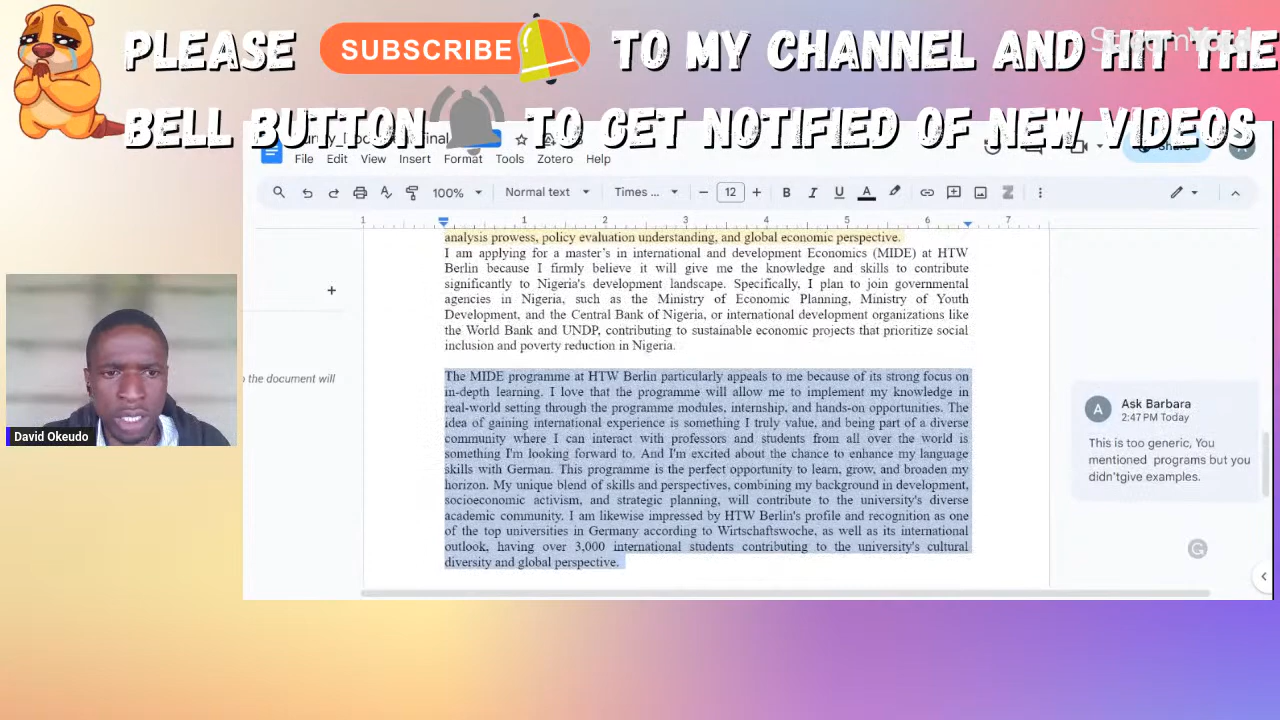 PLEASE SUBSCRIBE TO MY CHANNEL AND HIT THE
BELL BUTTON TO GET NOTIFIED OF NEW VIDEOS
File Edit View Insert Format Tools Zotero Help
Share
100% Normal text Times ... 12 B I U A
1 1 2 3 4 5 6 7
analysis prowess, policy evaluation understanding, and global economic perspective.
I am applying for a master's in international and development Economics (MIDE) at HTW
Berlin because I firmly believe it will give me the knowledge and skills to contribute
significantly to Nigeria's development landscape. Specifically, I plan to join governmental
agencies in Nigeria, such as the Ministry of Economic Planning, Ministry of Youth
Development, and the Central Bank of Nigeria, or international development organizations like
the World Bank and UNDP, contributing to sustainable economic projects that prioritize social
inclusion and poverty reduction in Nigeria.
The MIDE programme at HTW Berlin particularly appeals to me because of its strong focus on
in-depth learning. I love that the programme will allow me to implement my knowledge in
real-world setting through the programme modules, internship, and hands-on opportunities. The
idea of gaining international experience is something I truly value, and being part of a diverse
community where I can interact with professors and students from all over the world is
something I'm looking forward to. And I'm excited about the chance to enhance my language
skills with German. This programme is the perfect opportunity to learn, grow, and broaden my
horizon. My unique blend of skills and perspectives, combining my background in development,
socioeconomic activism, and strategic planning, will contribute to the university's diverse
academic community. I am likewise impressed by HTW Berlin's profile and recognition as one
of the top universities in Germany according to Wirtschaftswoche, as well as its international
outlook, having over 3,000 international students contributing to the university's cultural
diversity and global perspective.
the document will
A
Ask Barbara
2:47 PM Today
This is too generic, You
mentioned programs but you
didn'tgive examples.
David Okeudo